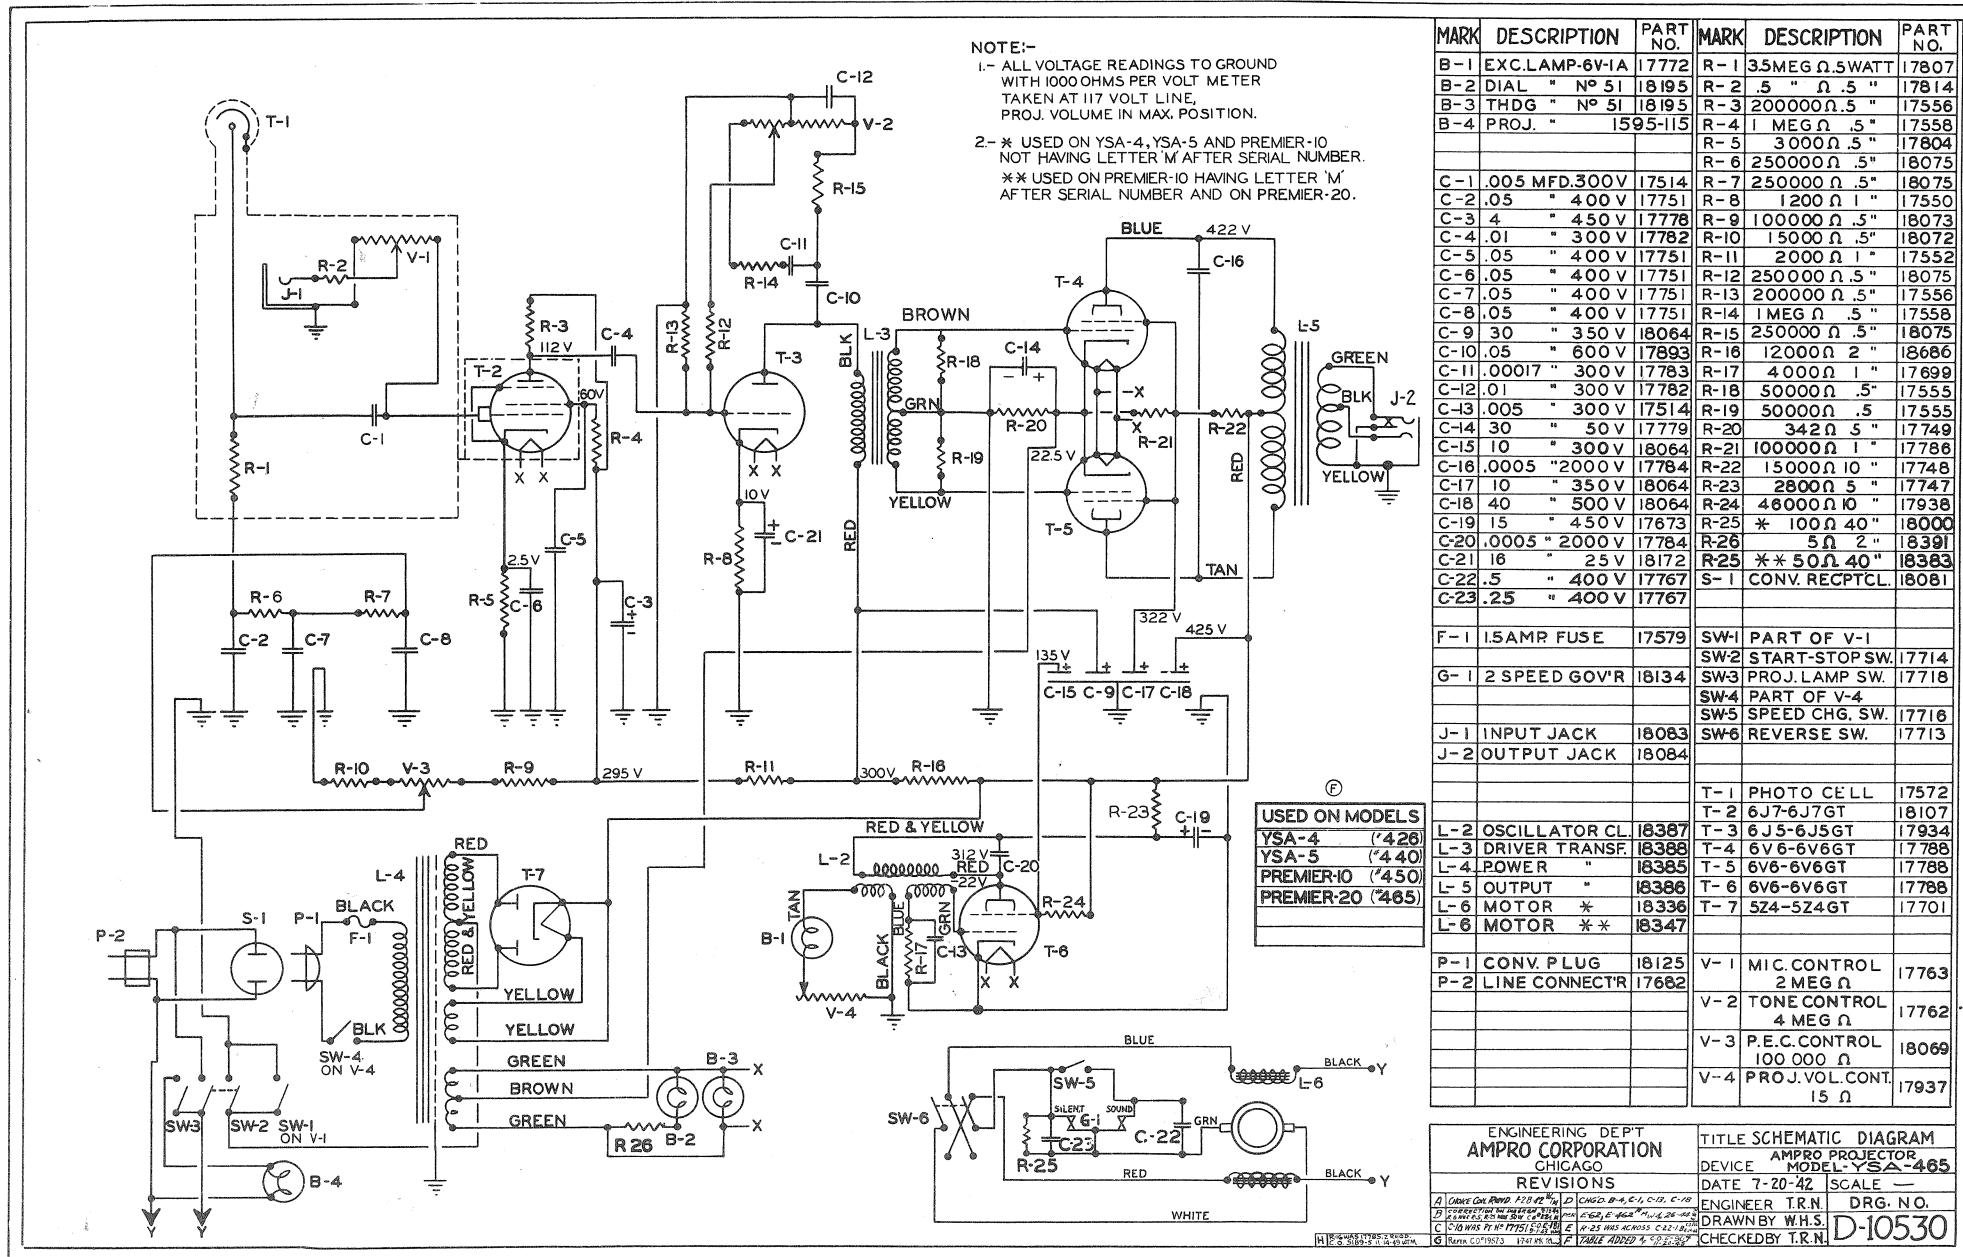 NOTE:-
1.- ALL VOLTAGE READINGS TO GROUND
WITH 1000 OHMS PER VOLT METER
TAKEN AT 117 VOLT LINE,
PROJ. VOLUME IN MAX. POSITION.
2.- * USED ON YSA-4, YSA-5 AND PREMIER-10
NOT HAVING LETTER 'M' AFTER SERIAL NUMBER.
** USED ON PREMIER-10 HAVING LETTER 'M'
AFTER SERIAL NUMBER AND ON PREMIER-20.
T-1
C-12
V-2
R-15
C-11
R-14
C-10
R-2
V-1
J-1
R-3
C-4
112 V
T-2
60V
R-4
R-13
R-12
T-3
BLK
L-3
BROWN
R-18
C-14
GRN
R-20
R-19
YELLOW
22.5 V
T-4
BLUE
422 V
C-16
X
X
R-21
R-22
T-5
TAN
RED
L-5
GREEN
BLK
J-2
YELLOW
C-1
R-1
X X
X X
10 V
C-21
R-8
RED
C-5
2.5 V
R-5
C-6
C-3
R-6
R-7
C-2
C-7
C-8
322 V
425 V
135V
C-15 C-9 C-17 C-18
R-10
V-3
R-9
295 V
R-11
300V
R-16
R-23
C-19
RED & YELLOW
L-2
312 V
C-20
RED
-22V
TAN
B-1
BLUE
GRN
BLACK
R-17
C-13
T-6
R-24
X X
V-4
RED
L-4
T-7
RED & YELLOW
RED & YELLOW
YELLOW
YELLOW
GREEN
BROWN
GREEN
B-3
B-2
R 26
X
X
P-2
S-1
P-1
BLACK
F-1
BLK
SW-4
ON V-4
SW-3
SW-2
SW-1
ON V-1
B-4
Y
Y
BLUE
SW-5
SW-6
SILENT
SOUND
G-1
C-23
C-22
R-25
GRN
RED
WHITE
L-6
BLACK
Y
BLACK
Y
F
USED ON MODELS
YSA-4 (#426)
YSA-5 (#440)
PREMIER-10 (#450)
PREMIER-20 (#465)
MARK DESCRIPTION PART NO. MARK DESCRIPTION PART NO.
B-1 EXC.LAMP-6V-1A 17772 R-1 3.5MEG Ω.5WATT 17807
B-2 DIAL " Nº 51 18195 R-2 .5 " Ω .5 " 17814
B-3 THDG " Nº 51 18195 R-3 200000Ω.5 " 17556
B-4 PROJ. " 1595-115 R-4 1 MEG Ω .5 " 17558
R-5 3000Ω .5 " 17804
R-6 250000Ω .5" 18075
C-1 .005 MFD.300V 17514 R-7 250000 Ω .5" 18075
C-2 .05 " 400 V 17751 R-8 1200 Ω 1 " 17550
C-3 4 " 450 V 17778 R-9 100000 Ω .5" 18073
C-4 .01 " 300 V 17782 R-10 15000 Ω .5" 18072
C-5 .05 " 400 V 17751 R-11 2000 Ω 1 " 17552
C-6 .05 " 400 V 17751 R-12 250000 Ω .5" 18075
C-7 .05 " 400 V 17751 R-13 200000 Ω .5" 17556
C-8 .05 " 400 V 17751 R-14 1 MEG Ω .5 " 17558
C-9 30 " 350 V 18064 R-15 250000 Ω .5" 18075
C-10 .05 " 600 V 17893 R-16 12000Ω 2 " 18686
C-11 .00017 " 300 V 17783 R-17 4000Ω 1 " 17699
C-12 .01 " 300 V 17782 R-18 50000Ω .5" 17555
C-13 .005 " 300 V 17514 R-19 50000Ω .5 17555
C-14 30 " 50 V 17779 R-20 342Ω 5 " 17749
C-15 10 " 300V 18064 R-21 100000Ω 1 " 17786
C-16 .0005 "2000 V 17784 R-22 15000Ω 10 " 17748
C-17 10 " 350 V 18064 R-23 2800Ω 5 " 17747
C-18 40 " 500 V 18064 R-24 46000Ω 10 " 17938
C-19 15 " 450 V 17673 R-25 * 100Ω 40 " 18000
C-20 .0005 " 2000 V 17784 R-26 5Ω 2 " 18391
C-21 16 " 25 V 18172 R-25 ** 50Ω 40" 18383
C-22 .5 " 400 V 17767 S-1 CONV. RECPT'CL. 18081
C-23 .25 " 400 V 17767
F-1 1.5AMP. FUSE 17579 SW-1 PART OF V-1
SW-2 START-STOP SW. 17714
G-1 2 SPEED GOV'R 18134 SW-3 PROJ. LAMP SW. 17718
SW-4 PART OF V-4
SW-5 SPEED CHG. SW. 17716
J-1 INPUT JACK 18083 SW-6 REVERSE SW. 17713
J-2 OUTPUT JACK 18084
T-1 PHOTO CELL 17572
T-2 6J7-6J7GT 18107
L-2 OSCILLATOR CL. 18387 T-3 6J5-6J5GT 17934
L-3 DRIVER TRANSF. 18388 T-4 6V6-6V6GT 17788
L-4 POWER " 18385 T-5 6V6-6V6GT 17788
L-5 OUTPUT " 18386 T-6 6V6-6V6GT 17788
L-6 MOTOR * 18336 T-7 5Z4-5Z4GT 17701
L-6 MOTOR ** 18347
P-1 CONV. PLUG 18125 V-1 MIC. CONTROL 2 MEG Ω 17763
P-2 LINE CONNECT'R 17682
V-2 TONE CONTROL 4 MEG Ω 17762
V-3 P.E.C. CONTROL 100 000 Ω 18069
V-4 PROJ. VOL. CONT. 15 Ω 17937
ENGINEERING DEP'T
AMPRO CORPORATION
CHICAGO
REVISIONS
TITLE SCHEMATIC DIAGRAM
DEVICE AMPRO PROJECTOR MODEL-YSA-465
DATE 7-20-'42 SCALE —
ENGINEER T.R.N. DRG. NO.
DRAWN BY W.H.S. D-10530
CHECKED BY T.R.N.